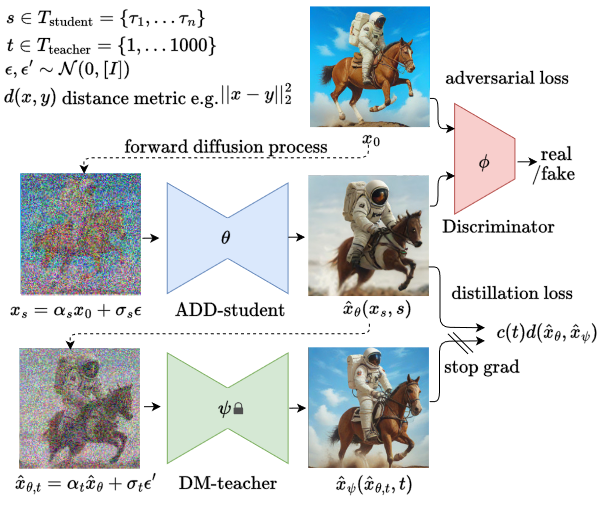 s ∈ T_student = {τ_1, … τ_n}
t ∈ T_teacher = {1, … 1000}
ϵ, ϵ′ ∼ 𝒩(0, [I])
d(x, y) distance metric e.g. ||x − y||_2^2
adversarial loss
x_0
forward diffusion process
ϕ
real
/fake
Discriminator
θ
x_s = α_s x_0 + σ_s ϵ
ADD-student
x̂_θ(x_s, s)
distillation loss
c(t)d(x̂_θ, x̂_ψ)
stop grad
ψ
x̂_θ,t = α_t x̂_θ + σ_t ϵ′
DM-teacher
x̂_ψ(x̂_θ,t, t)